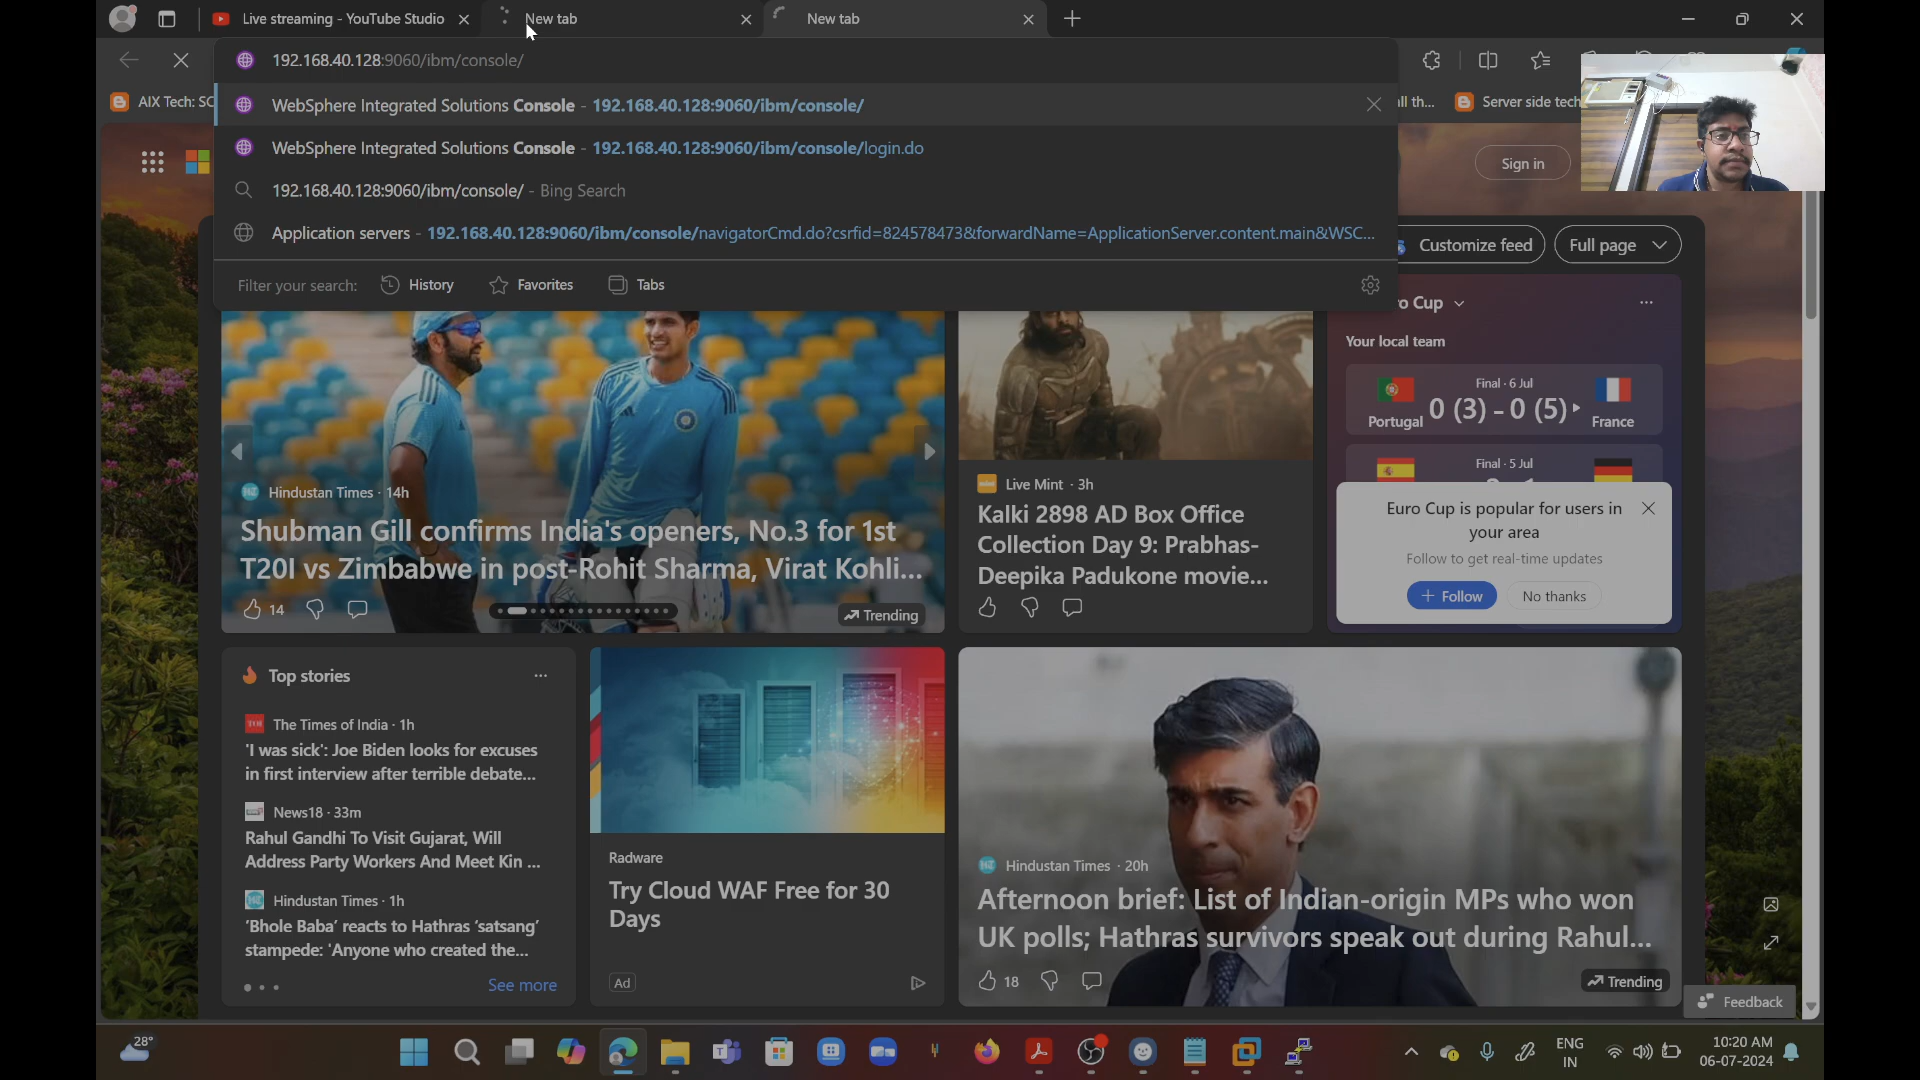 Live streaming - YouTube Studio
New tab
New tab
192.168.40.128:9060/ibm/console/
WebSphere Integrated Solutions Console - 192.168.40.128:9060/ibm/console/
WebSphere Integrated Solutions Console - 192.168.40.128:9060/ibm/console/login.do
192.168.40.128:9060/ibm/console/ - Bing Search
Application servers - 192.168.40.128:9060/ibm/console/navigatorCmd.do?csrfid=824578473&forwardName=ApplicationServer.content.main&WSC...
Filter your search:
History
Favorites
Tabs
AIX Tech: SC
ll th...
Server side tech
Sign in
Customize feed
Full page
ro Cup
Your local team
Final · 6 Jul
Portugal
0 (3) - 0 (5)
France
Final · 5 Jul
Euro Cup is popular for users in
your area
Follow to get real-time updates
+ Follow
No thanks
Hindustan Times · 14h
Shubman Gill confirms India's openers, No.3 for 1st
T20I vs Zimbabwe in post-Rohit Sharma, Virat Kohli...
14
Trending
Live Mint · 3h
Kalki 2898 AD Box Office
Collection Day 9: Prabhas-
Deepika Padukone movie...
Top stories
The Times of India · 1h
'I was sick': Joe Biden looks for excuses
in first interview after terrible debate...
News18 · 33m
Rahul Gandhi To Visit Gujarat, Will
Address Party Workers And Meet Kin ...
Hindustan Times · 1h
'Bhole Baba' reacts to Hathras 'satsang'
stampede: 'Anyone who created the...
See more
Radware
Try Cloud WAF Free for 30
Days
Ad
Hindustan Times · 20h
Afternoon brief: List of Indian-origin MPs who won
UK polls; Hathras survivors speak out during Rahul...
18
Trending
Feedback
28°
ENG
IN
10:20 AM
06-07-2024